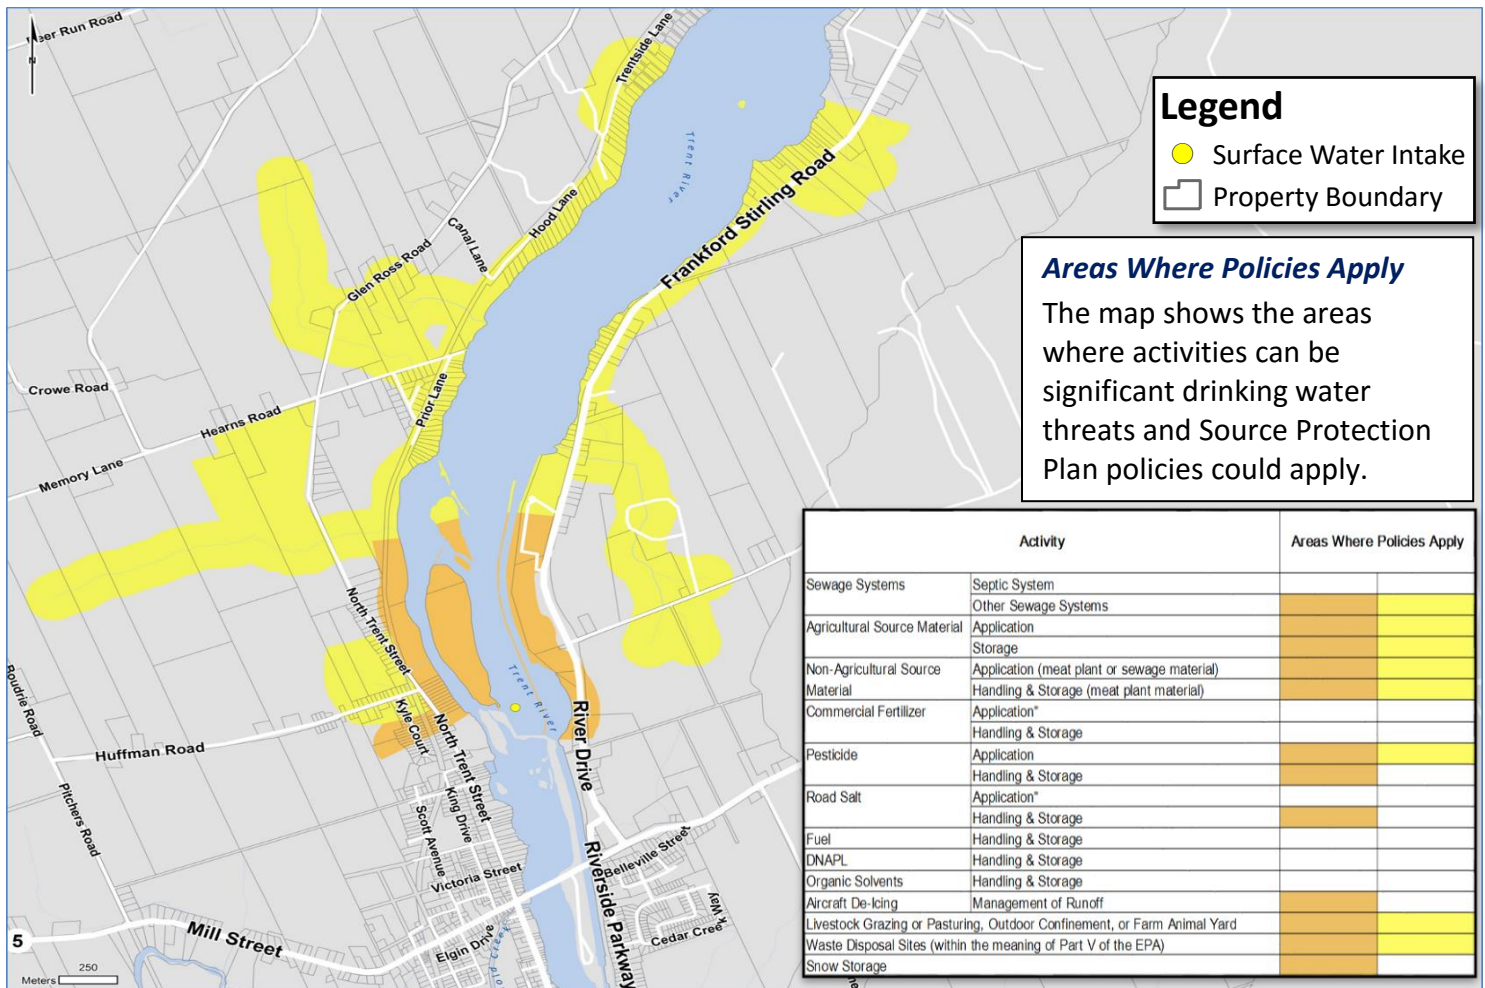 Deer Run Road
N
Trentside Lane
Trent River
Hood Lane
Canal Lane
Glen Ross Road
Frankford Stirling Road
Crowe Road
Prior Lane
Hearns Road
Memory Lane
North Trent Street
Trent River
Boudrie Road
Kyle Court
North Trent Street
River Drive
Huffman Road
Pitchers Road
King Drive
Scott Avenue
Victoria Street
Riverside Parkway
Belleville Street
Cedar Creek Way
Mill Street
Elgin Drive
5
250
Meters
Legend
Surface Water Intake
Property Boundary
Areas Where Policies Apply
The map shows the areas
where activities can be
significant drinking water
threats and Source Protection
Plan policies could apply.
Activity Areas Where Policies Apply
Sewage Systems Septic System
Other Sewage Systems
Agricultural Source Material Application
Storage
Non-Agricultural Source Application (meat plant or sewage material)
Material Handling & Storage (meat plant material)
Commercial Fertilizer Application*
Handling & Storage
Pesticide Application
Handling & Storage
Road Salt Application*
Handling & Storage
Fuel Handling & Storage
DNAPL Handling & Storage
Organic Solvents Handling & Storage
Aircraft De-Icing Management of Runoff
Livestock Grazing or Pasturing, Outdoor Confinement, or Farm Animal Yard
Waste Disposal Sites (within the meaning of Part V of the EPA)
Snow Storage